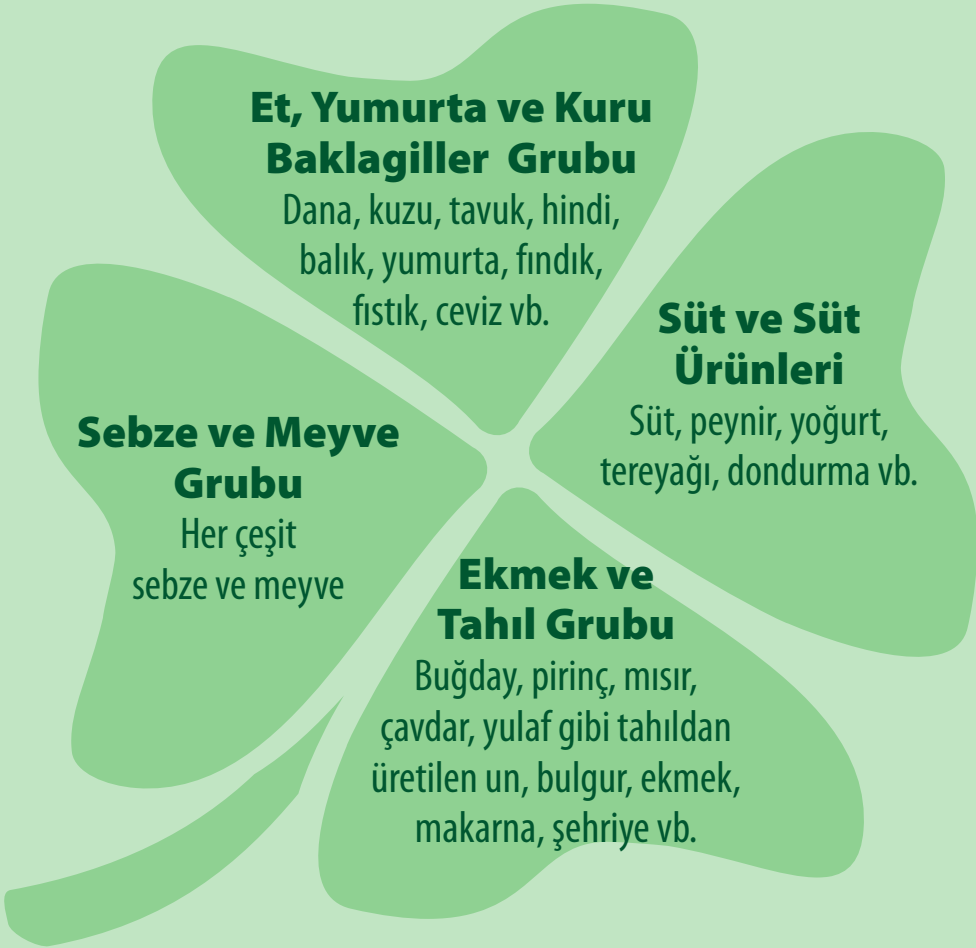 Et, Yumurta ve Kuru
Baklagiller Grubu
Dana, kuzu, tavuk, hindi,
balık, yumurta, fındık,
fıstık, ceviz vb.
Süt ve Süt
Ürünleri
Süt, peynir, yoğurt,
tereyağı, dondurma vb.
Sebze ve Meyve
Grubu
Her çeşit
sebze ve meyve
Ekmek ve
Tahıl Grubu
Buğday, pirinç, mısır,
çavdar, yulaf gibi tahıldan
üretilen un, bulgur, ekmek,
makarna, şehriye vb.